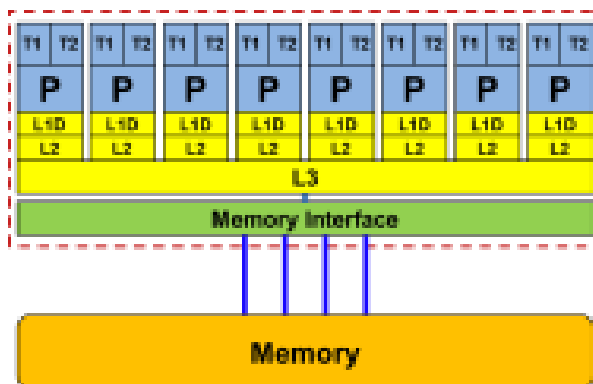 T1 T2 T1 T2 T1 T2 T1 T2 T1 T2 T1 T2 T1 T2 T1 T2
P P P P P P P P
L1D L1D L1D L1D L1D L1D L1D L1D
L2 L2 L2 L2 L2 L2 L2 L2
L3
Memory Interface
Memory